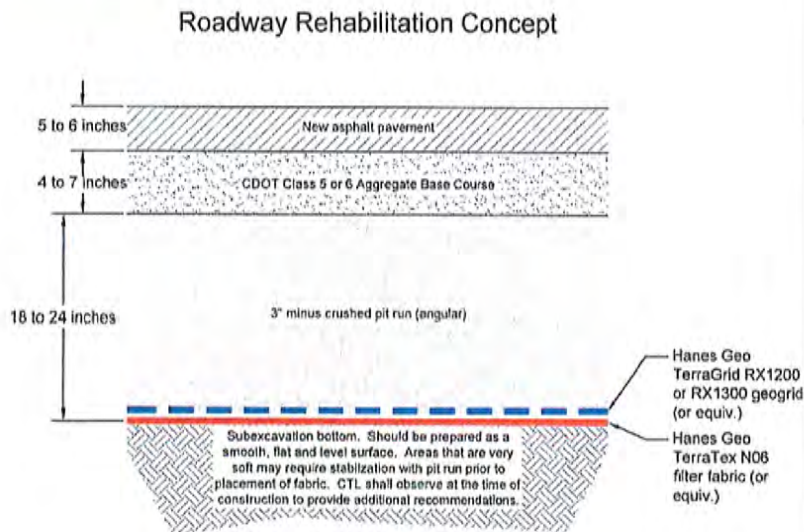 Roadway Rehabilitation Concept
5 to 6 inches
New asphalt pavement
4 to 7 inches
CDOT Class 5 or 6 Aggregate Base Course
18 to 24 inches
3" minus crushed pit run (angular)
Hanes Geo
TerraGrid RX1200
or RX1300 geogrid
(or equiv.)
Subexcavation bottom. Should be prepared as a
smooth, flat and level surface. Areas that are very
soft may require stabilization with pit run prior to
placement of fabric. CTL shall observe at the time of
construction to provide additional recommendations.
Hanes Geo
TerraTex N06
filter fabric (or
equiv.)